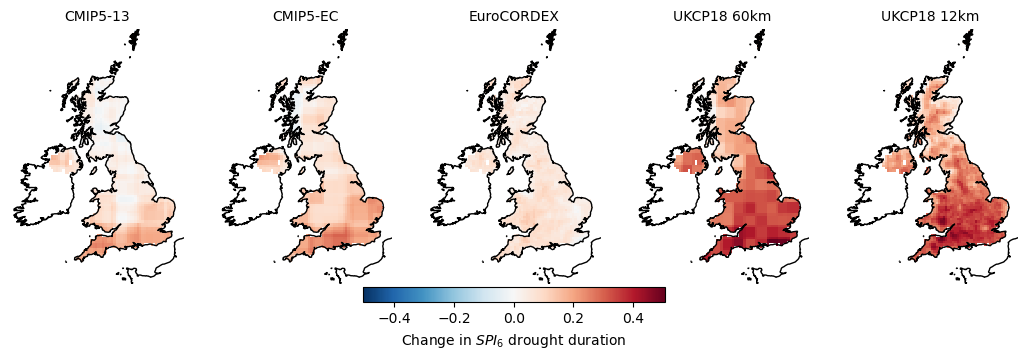 CMIP5-13 CMIP5-EC EuroCORDEX UKCP18 60km UKCP18 12km
−0.4 −0.2 0.0 0.2 0.4
Change in SPI₆ drought duration